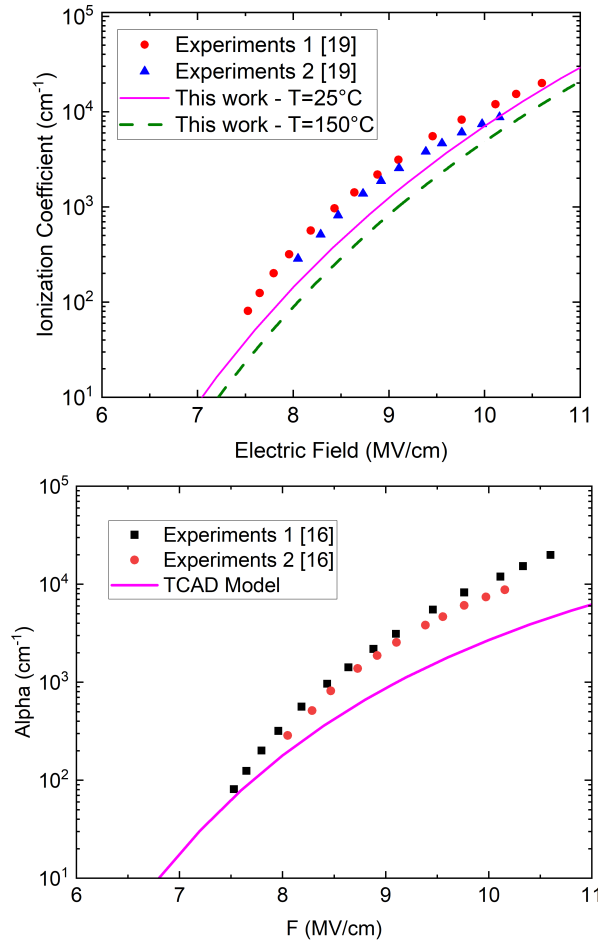 10^5
10^4
10^3
10^2
10^1
Ionization Coefficient (cm^-1)
Experiments 1 [19]
Experiments 2 [19]
This work - T=25°C
This work - T=150°C
6 7 8 9 10 11
Electric Field (MV/cm)
10^5
10^4
10^3
10^2
10^1
Alpha (cm^-1)
Experiments 1 [16]
Experiments 2 [16]
TCAD Model
6 7 8 9 10 11
F (MV/cm)